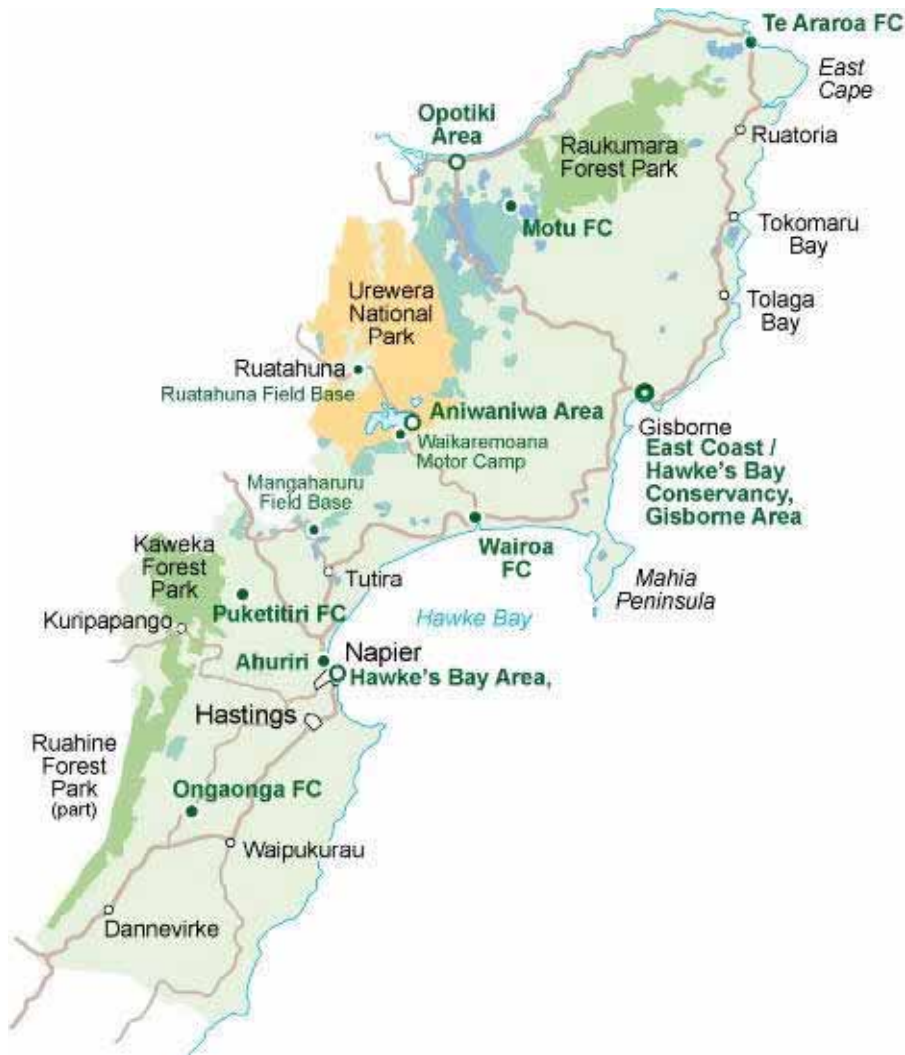 Te Araroa FC
East
Cape
Opotiki
Area
Raukumara
Forest Park
Ruatoria
Motu FC
Tokomaru
Bay
Urewera
National
Park
Tolaga
Bay
Ruatahuna
Ruatahuna Field Base
Aniwaniwa Area
Waikaremoana
Motor Camp
Gisborne
East Coast /
Hawke's Bay
Conservancy,
Gisborne Area
Mangaharuru
Field Base
Kaweka
Forest
Park
Wairoa
FC
Tutira
Mahia
Peninsula
Puketitiri FC
Kuripapango
Hawke Bay
Ahuriri
Napier
Hawke's Bay Area,
Hastings
Ruahine
Forest
Park
(part)
Ongaonga FC
Waipukurau
Dannevirke